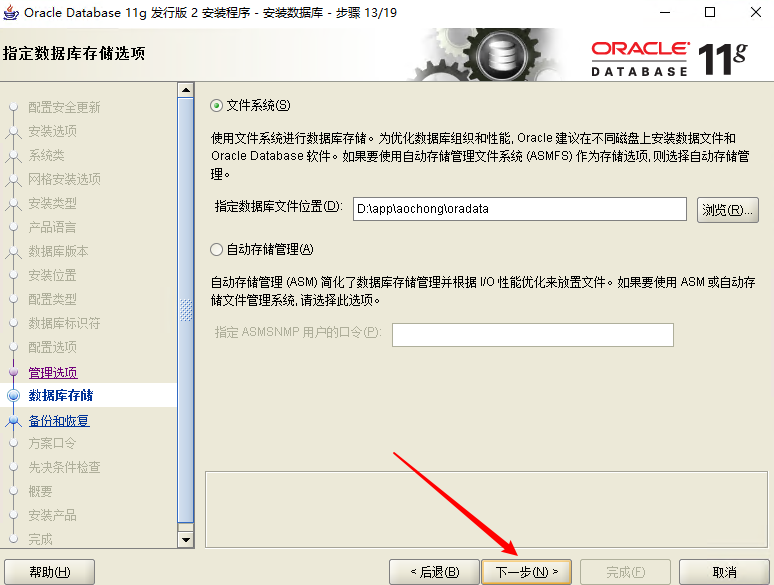 Oracle Database 11g 发行版 2 安装程序 - 安装数据库 - 步骤 13/19
指定数据库存储选项
ORACLE
DATABASE 11g
配置安全更新
安装选项
系统类
网格安装选项
安装类型
产品语言
数据库版本
安装位置
配置类型
数据库标识符
配置选项
管理选项
数据库存储
备份和恢复
方案口令
先决条件检查
概要
安装产品
完成
文件系统(S)
使用文件系统进行数据库存储。为优化数据库组织和性能, Oracle 建议在不同磁盘上安装数据文件和
Oracle Database 软件。如果要使用自动存储管理文件系统 (ASMFS) 作为存储选项, 则选择自动存储管
理。
指定数据库文件位置(D): D:\app\aochong\oradata 浏览(R)...
自动存储管理(A)
自动存储管理 (ASM) 简化了数据库存储管理并根据 I/O 性能优化来放置文件。如果要使用 ASM 或自动存
储文件管理系统, 请选择此选项。
指定 ASMSNMP 用户的口令(P):
帮助(H) < 后退(B) 下一步(N) > 完成(F) 取消